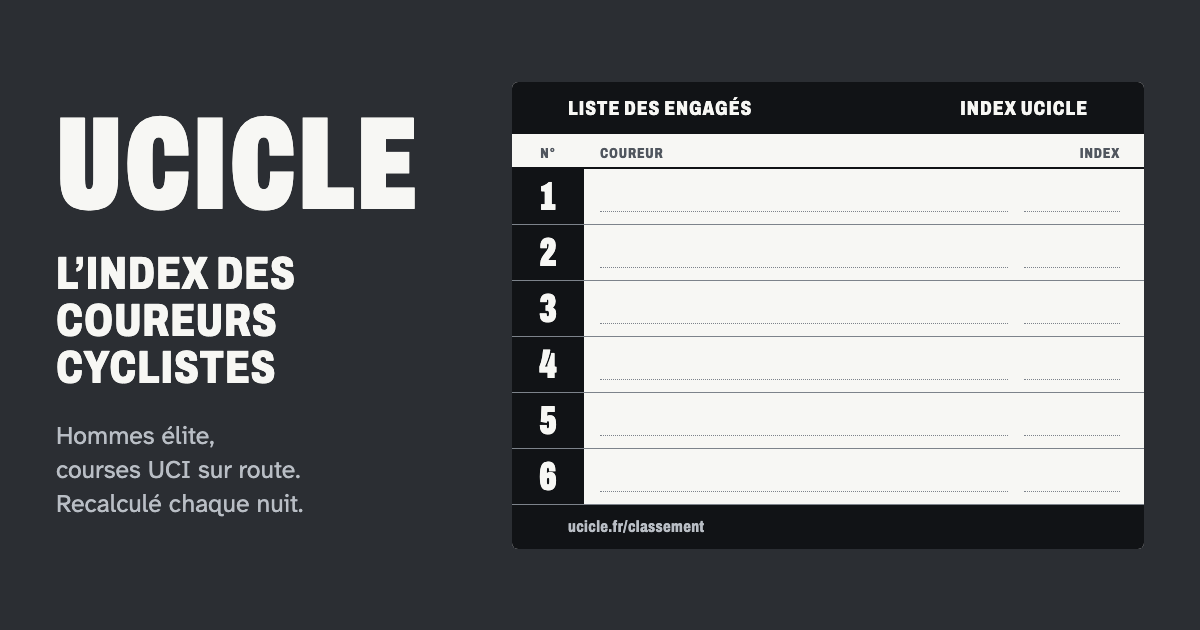 UCICLE
L’INDEX DES
COUREURS
CYCLISTES
Hommes élite,
courses UCI sur route.
Recalculé chaque nuit.
LISTE DES ENGAGÉS INDEX UCICLE
N° COUREUR INDEX
1
2
3
4
5
6
ucicle.fr/classement